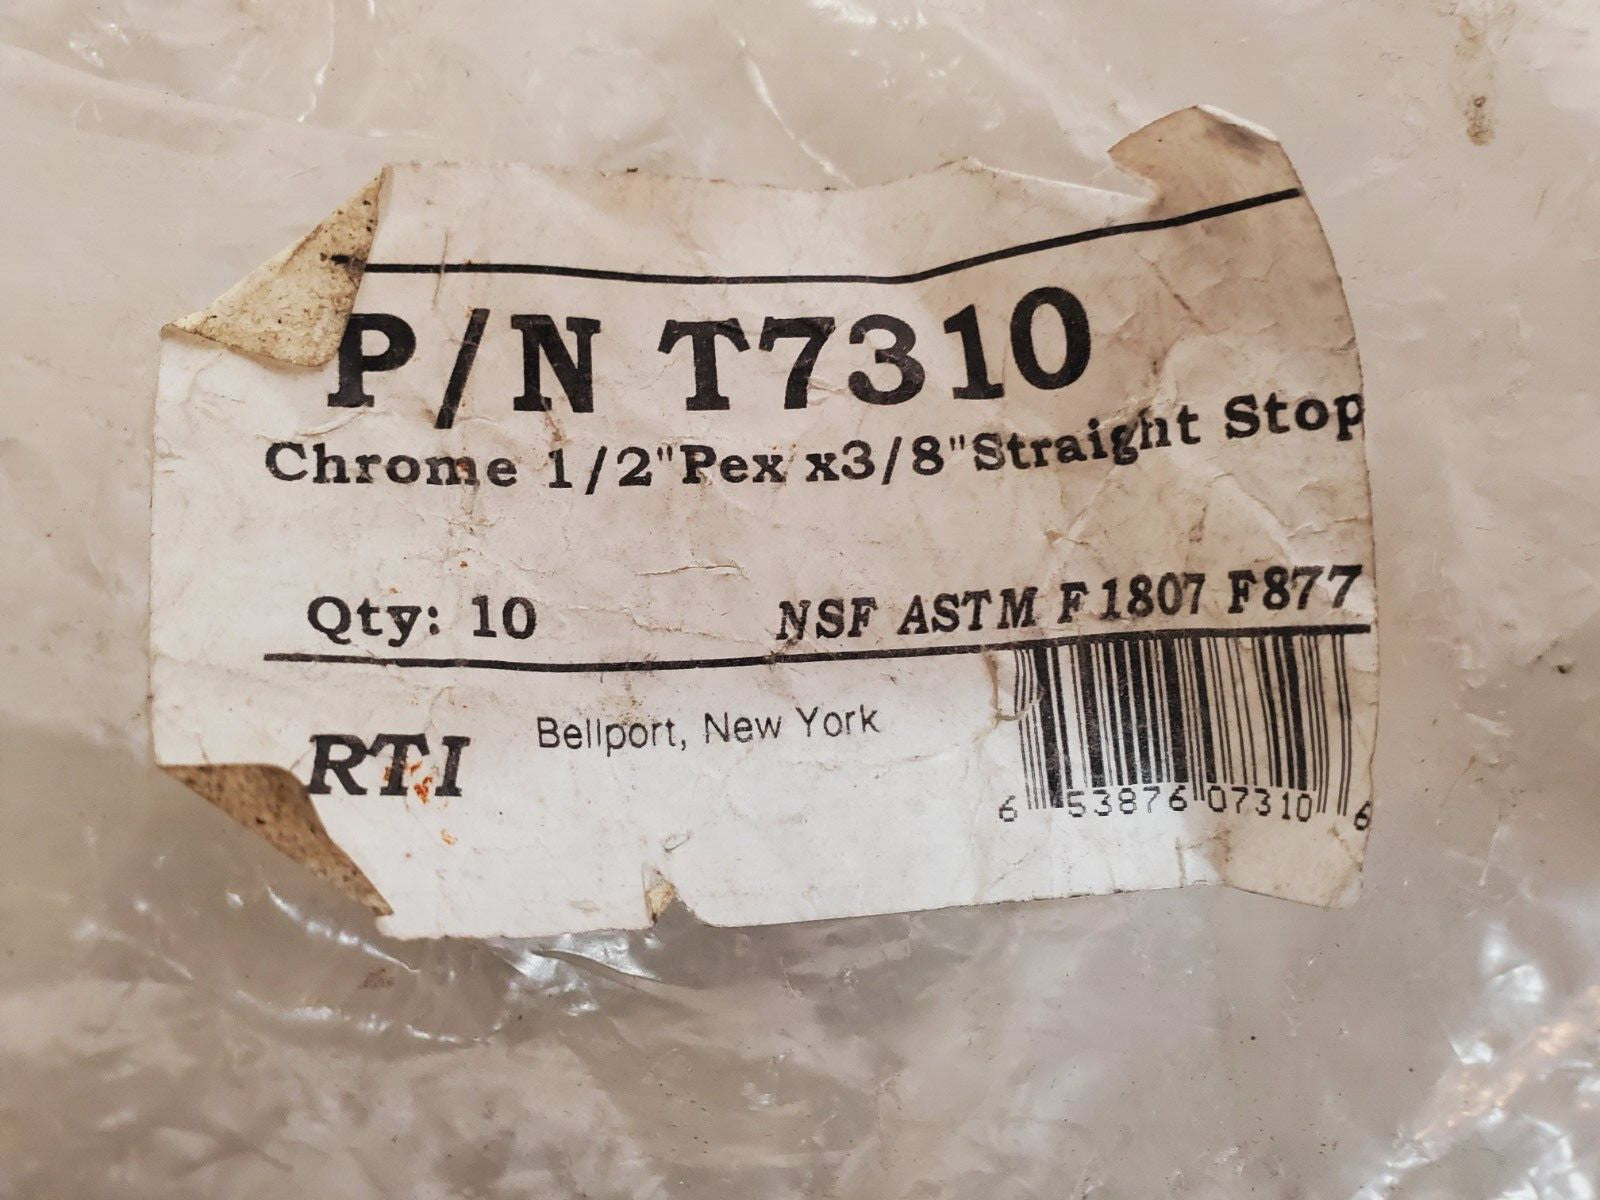 P/N T7310
Chrome 1/2"Pex x3/8"Straight Stop
Qty: 10
NSF ASTM F1807 F877
RTI
Bellport, New York
6 53876 07310 6